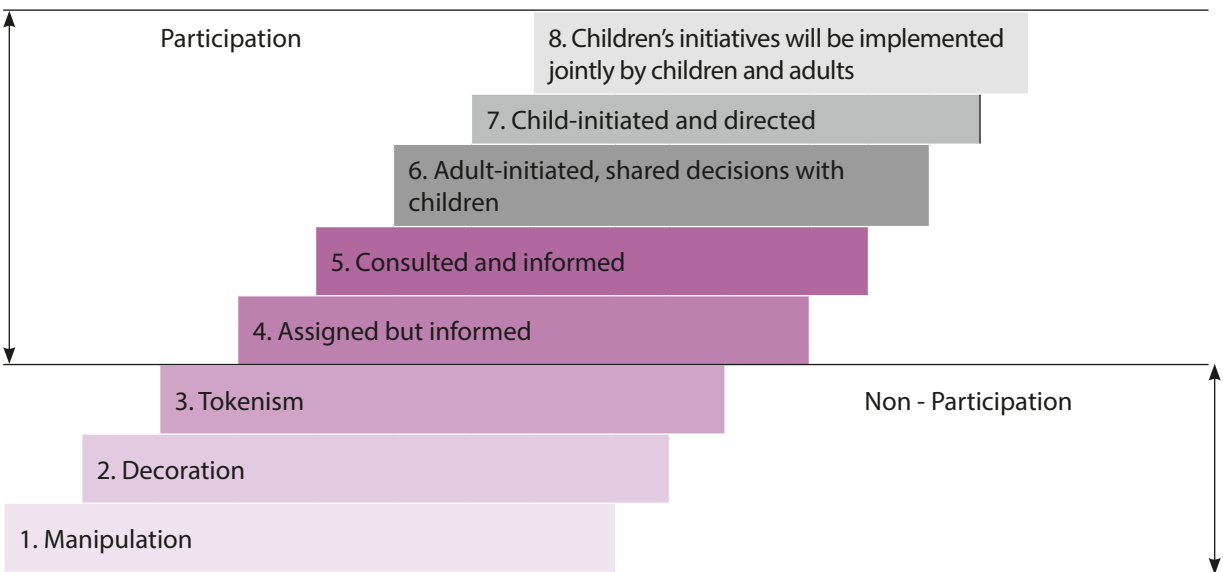 Participation
8. Children’s initiatives will be implemented
jointly by children and adults
7. Child-initiated and directed
6. Adult-initiated, shared decisions with
children
5. Consulted and informed
4. Assigned but informed
3. Tokenism
Non - Participation
2. Decoration
1. Manipulation